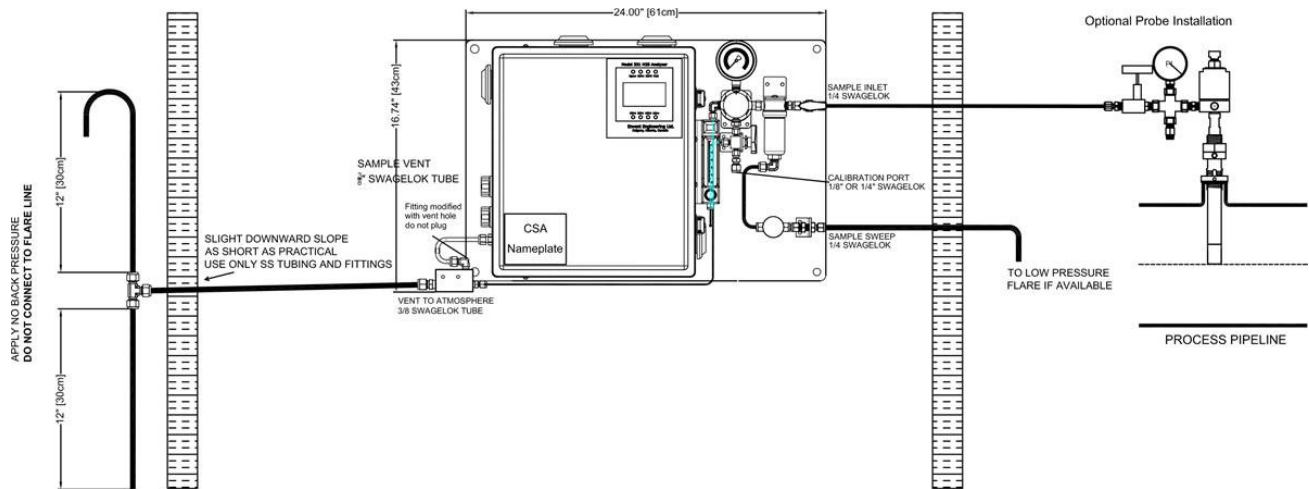 24.00" [61cm]
Optional Probe Installation
16.74" [43cm]
Model 331 H2S Analyzer
SAMPLE INLET
1/4 SWAGELOK
12" [30cm]
SAMPLE VENT
SWAGELOK TUBE
CALIBRATION PORT
1/8" OR 1/4" SWAGELOK
Fitting modified
with vent hole
do not plug
CSA
Nameplate
APPLY NO BACK PRESSURE
DO NOT CONNECT TO FLARE LINE
SLIGHT DOWNWARD SLOPE
AS SHORT AS PRACTICAL
USE ONLY SS TUBING AND FITTINGS
SAMPLE SWEEP
1/4 SWAGELOK
TO LOW PRESSURE
FLARE IF AVAILABLE
VENT TO ATMOSPHERE
3/8 SWAGELOK TUBE
PROCESS PIPELINE
12" [30cm]